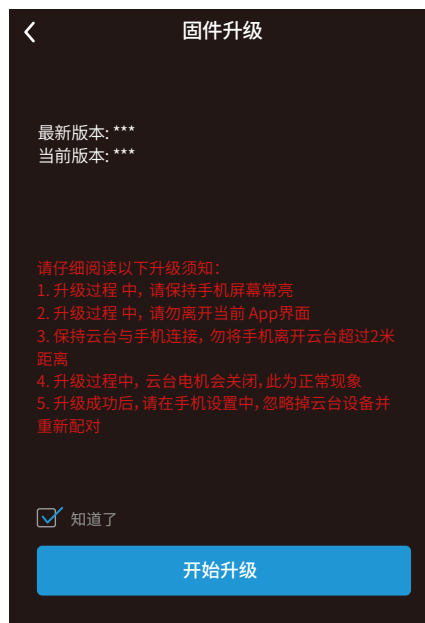 固件升级
最新版本: ***
当前版本: ***
请仔细阅读以下升级须知:
1. 升级过程 中, 请保持手机屏幕常亮
2. 升级过程 中, 请勿离开当前 App界面
3. 保持云台与手机连接, 勿将手机离开云台超过2米
距离
4. 升级过程中, 云台电机会关闭, 此为正常现象
5. 升级成功后, 请在手机设置中, 忽略掉云台设备并
重新配对
知道了
开始升级